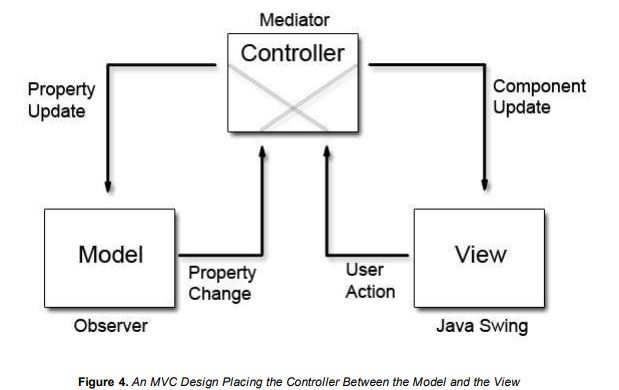 Mediator
Controller
Property
Update
Component
Update
Model
View
Property
Change
User
Action
Observer
Java Swing
Figure 4. An MVC Design Placing the Controller Between the Model and the View